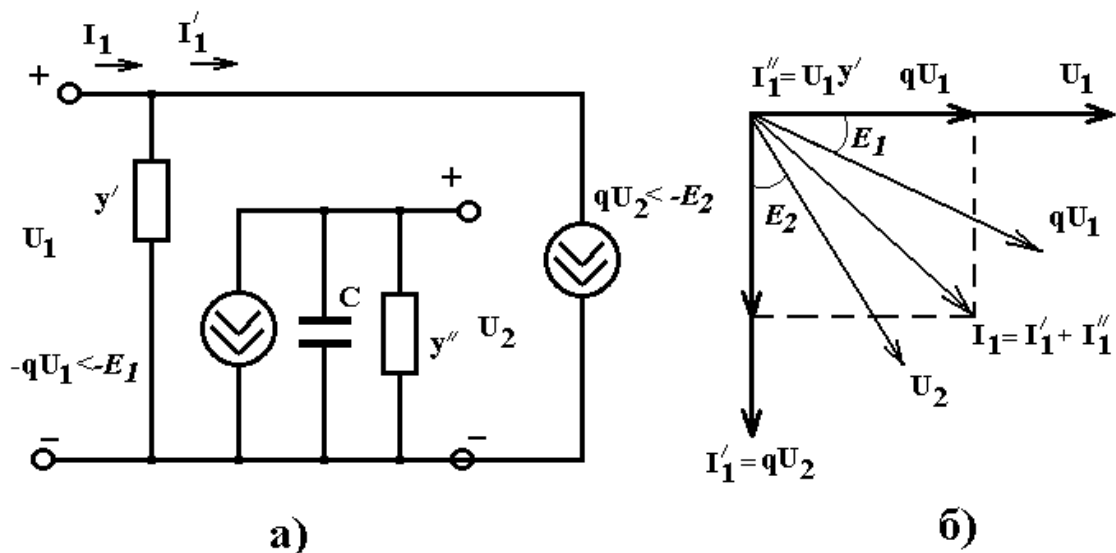 I₁ I₁′
+
y′
U₁
-qU₁<-E₁
+
C
y″
U₂
qU₂<-E₂
−
−
а)
I₁″=U₁y′ qU₁ U₁
E₁
E₂
qU₁
I₁=I₁′+I₁″
U₂
I₁′=qU₂
б)